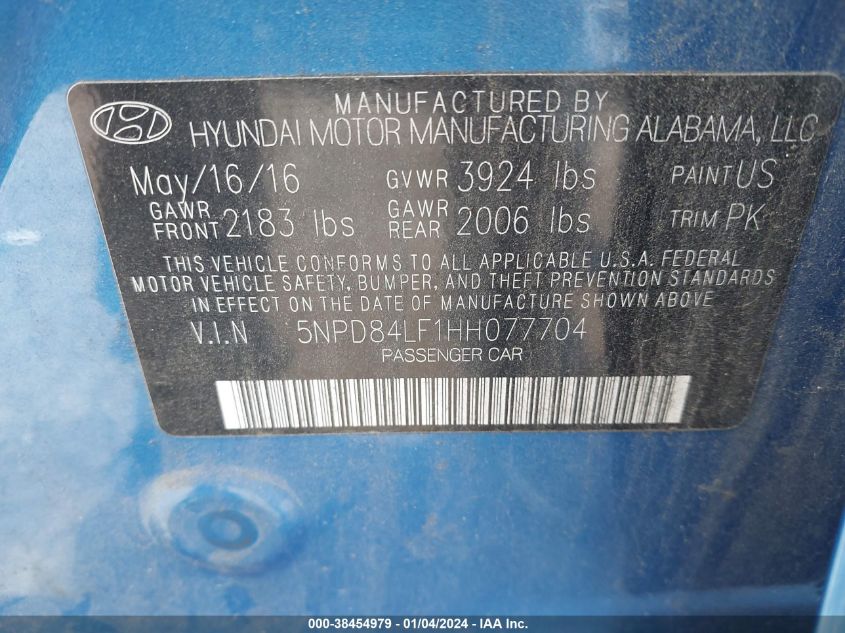 MANUFACTURED BY
HYUNDAI MOTOR MANUFACTURING ALABAMA, LLC
May/16/16 GVWR 3924 lbs PAINT US
GAWR FRONT 2183 lbs GAWR REAR 2006 lbs TRIM PK
THIS VEHICLE CONFORMS TO ALL APPLICABLE U.S.A. FEDERAL
MOTOR VEHICLE SAFETY, BUMPER, AND THEFT PREVENTION STANDARDS
IN EFFECT ON THE DATE OF MANUFACTURE SHOWN ABOVE
V.I.N 5NPD84LF1HH077704
PASSENGER CAR
000-38454979 - 01/04/2024 - IAA Inc.